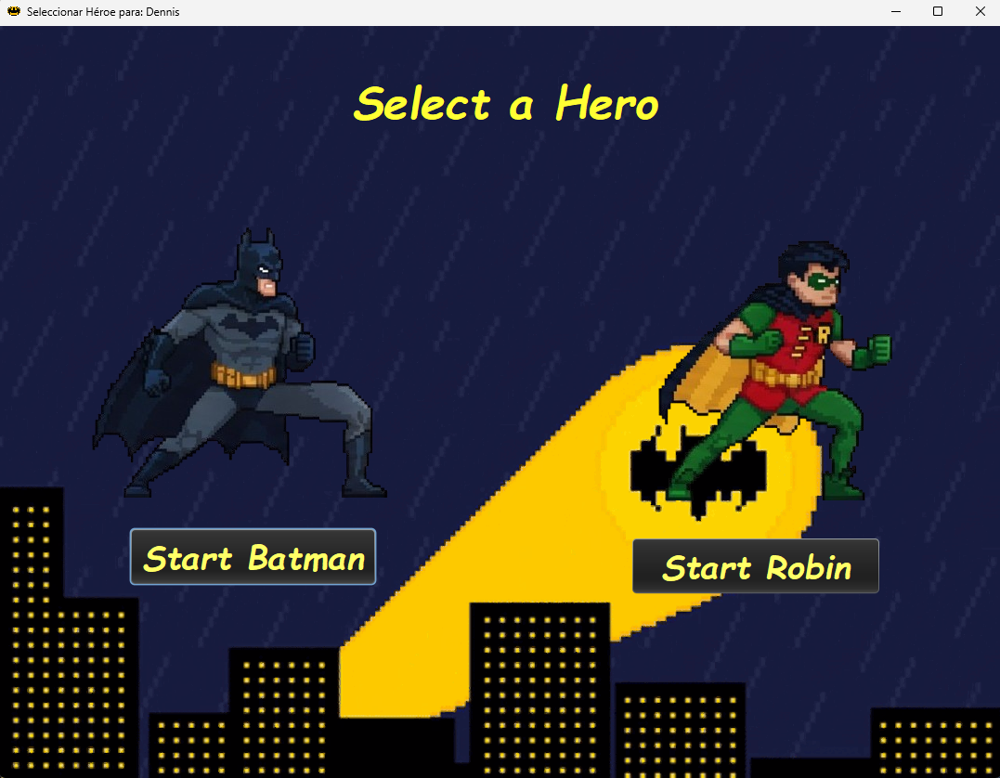 Seleccionar Héroe para: Dennis
Select a Hero
R
Start Batman
Start Robin